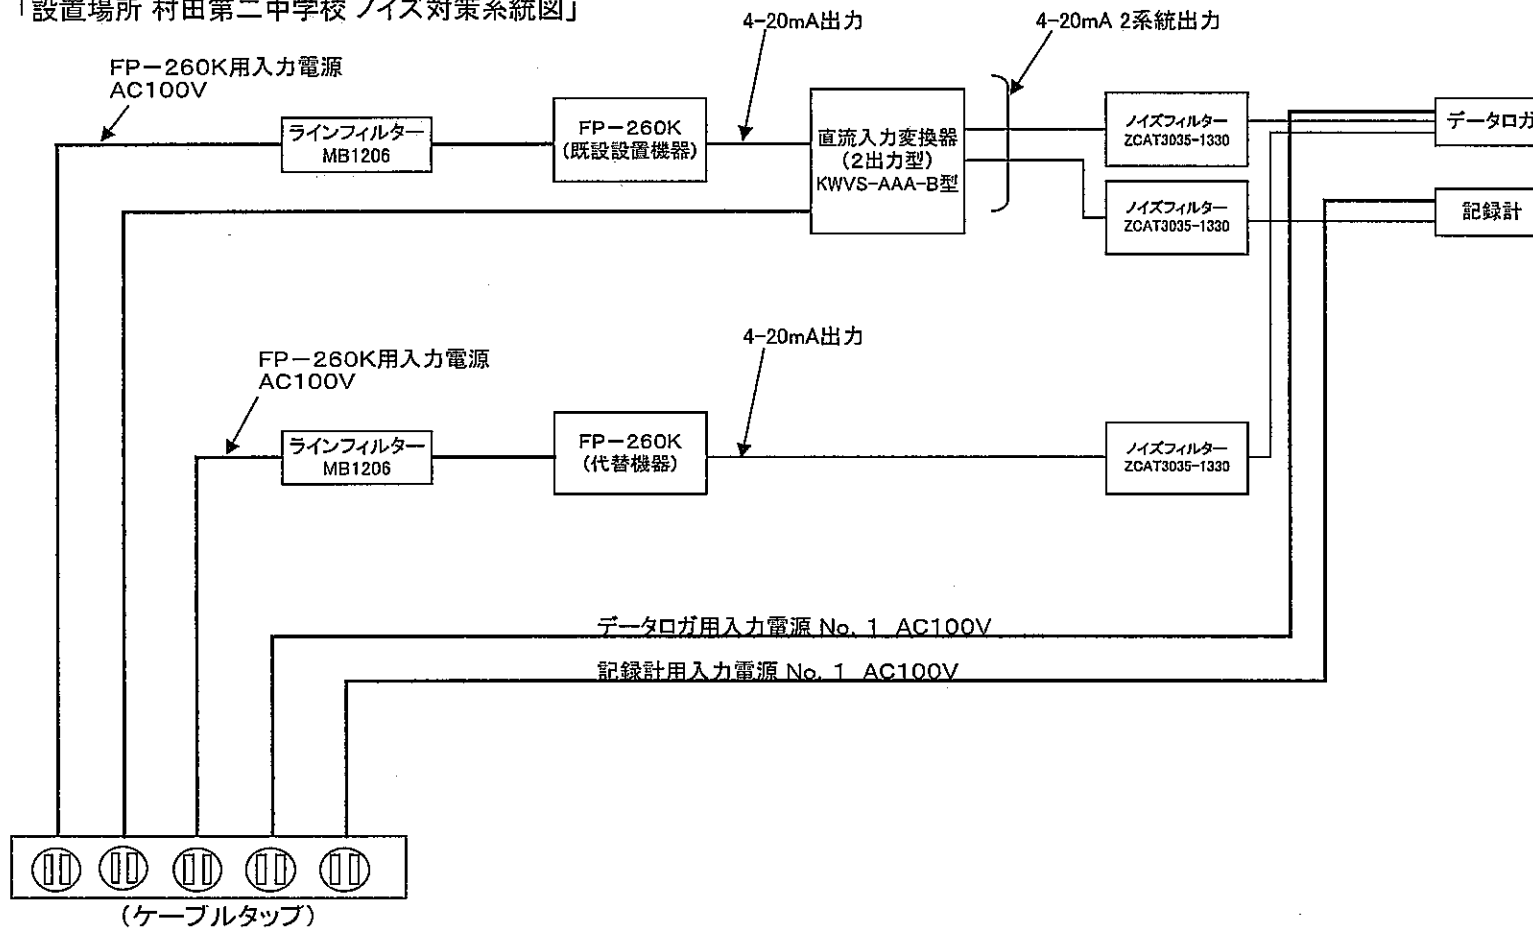 「設置場所 村田第二中学校 ノイズ対策系統図」
4-20mA出力
4-20mA 2系統出力
FP-260K用入力電源
AC100V
ラインフィルター
MB1206
FP-260K
(既設設置機器)
直流入力変換器
(2出力型)
KWVS-AAA-B型
ノイズフィルター
ZCAT3035-1330
データロガ
ノイズフィルター
ZCAT3035-1330
記録計
FP-260K用入力電源
AC100V
4-20mA出力
ラインフィルター
MB1206
FP-260K
(代替機器)
ノイズフィルター
ZCAT3035-1330
データロガ用入力電源 No. 1 AC100V
記録計用入力電源 No. 1 AC100V
(ケーブルタップ)